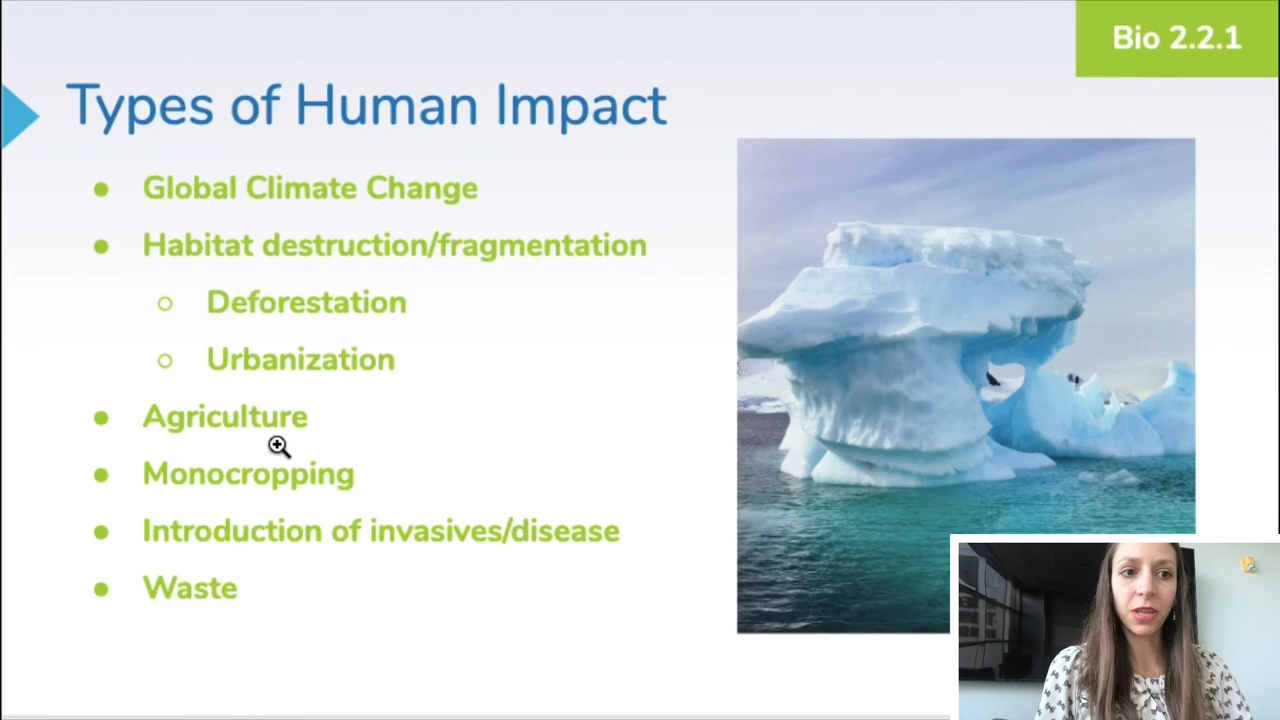 Bio 2.2.1
Types of Human Impact
Global Climate Change
Habitat destruction/fragmentation
Deforestation
Urbanization
Agriculture
Monocropping
Introduction of invasives/disease
Waste